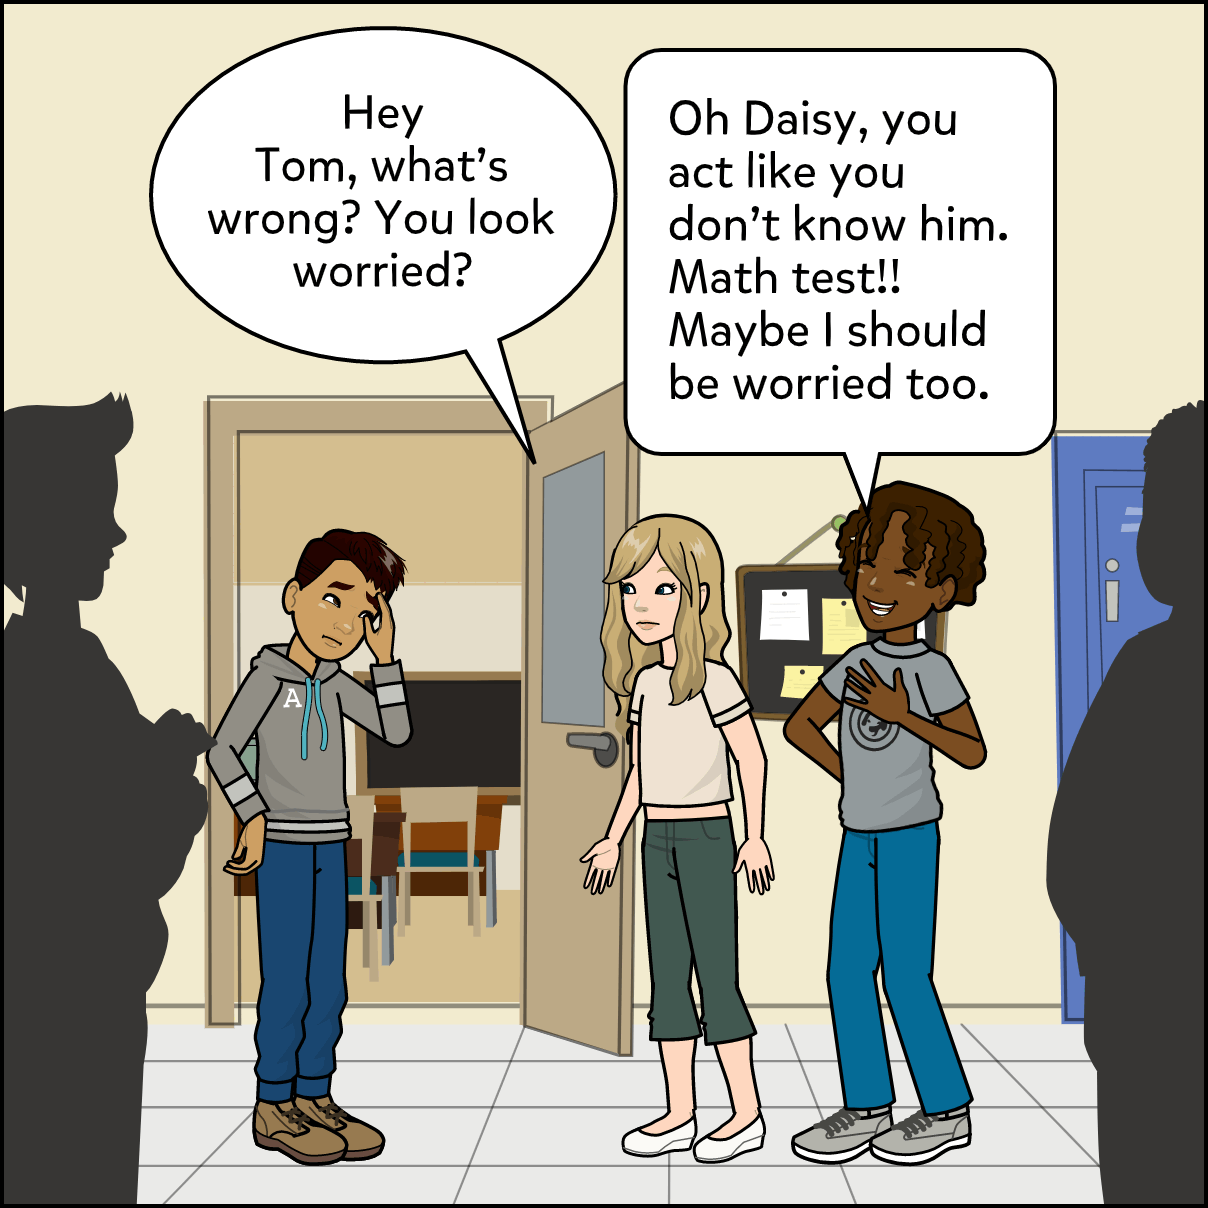 Hey
Tom, what's
wrong? You look
worried?
Oh Daisy, you
act like you
don't know him.
Math test!!
Maybe I should
be worried too.
A